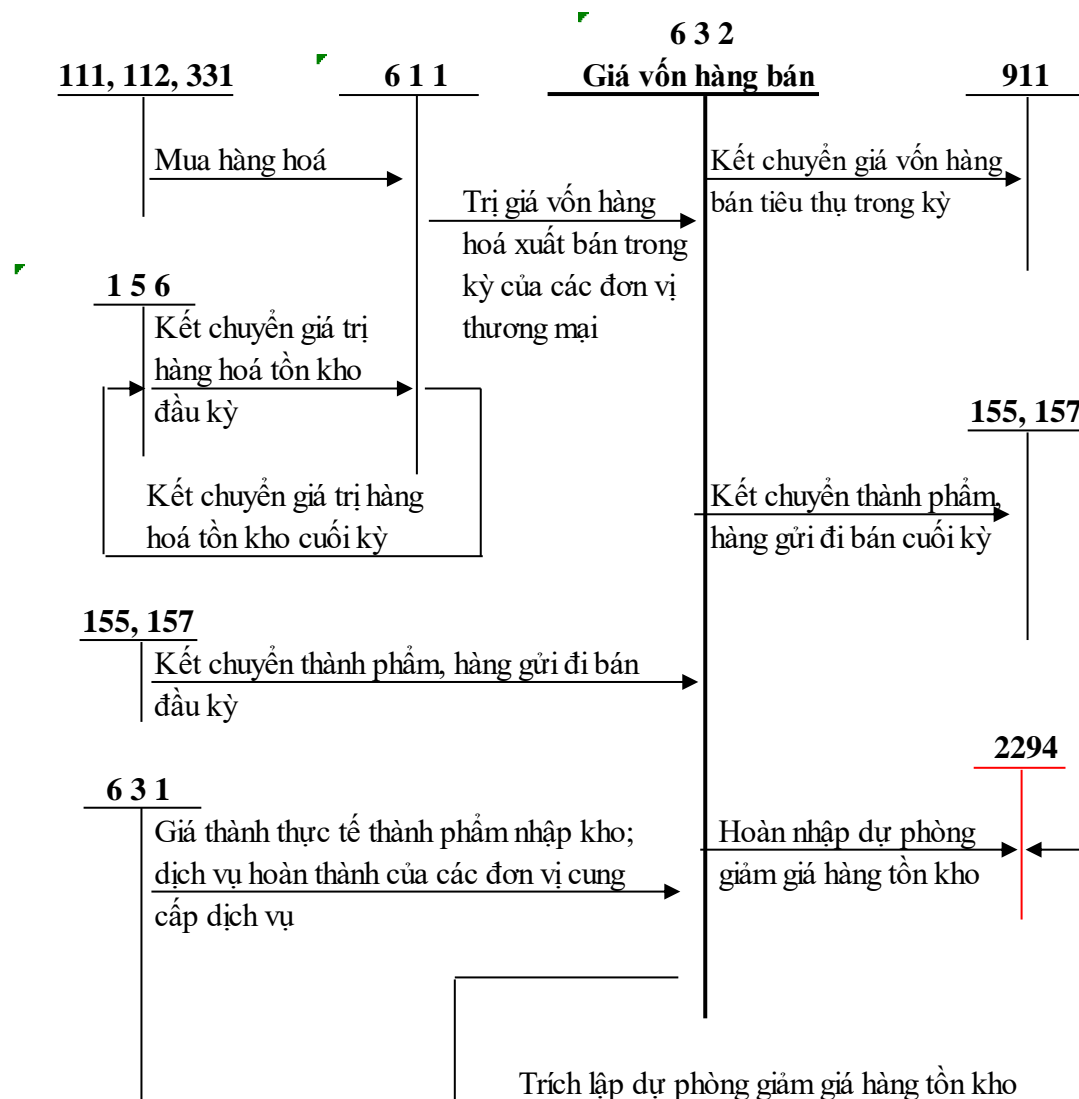 6 3 2
111, 112, 331
6 1 1
Giá vốn hàng bán
911
Mua hàng hoá
Kết chuyển giá vốn hàng
bán tiêu thụ trong kỳ
Trị giá vốn hàng
hoá xuất bán trong
kỳ của các đơn vị
thương mại
1 5 6
Kết chuyển giá trị
hàng hoá tồn kho
đầu kỳ
155, 157
Kết chuyển giá trị hàng
hoá tồn kho cuối kỳ
Kết chuyển thành phẩm,
hàng gửi đi bán cuối kỳ
155, 157
Kết chuyển thành phẩm, hàng gửi đi bán
đầu kỳ
2294
6 3 1
Giá thành thực tế thành phẩm nhập kho;
dịch vụ hoàn thành của các đơn vị cung
cấp dịch vụ
Hoàn nhập dự phòng
giảm giá hàng tồn kho
Trích lập dự phòng giảm giá hàng tồn kho